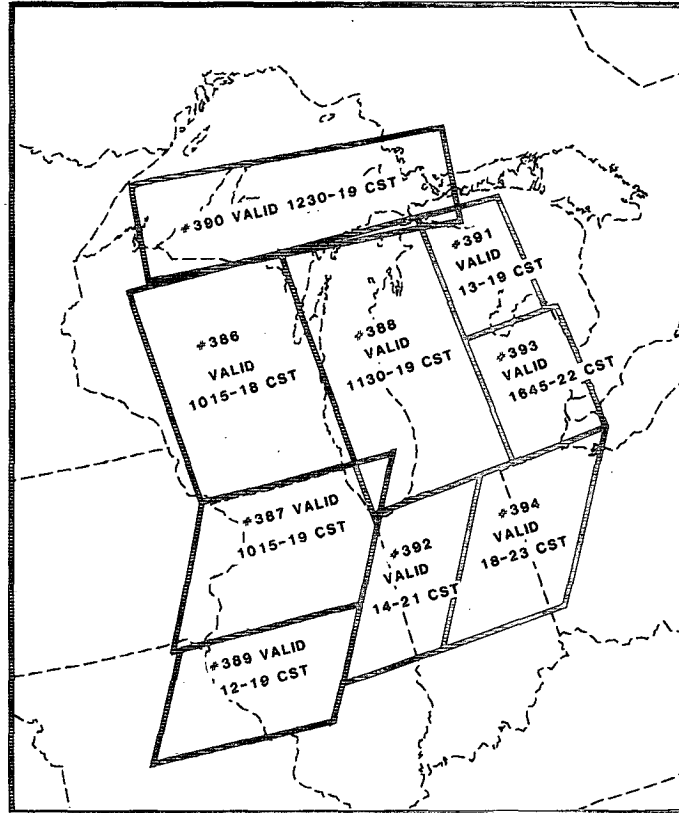 #390 VALID 1230-19 CST
#391
VALID
13-19 CST
#386
VALID
1015-18 CST
#388
VALID
1130-19 CST
#393
VALID
1645-22 CST
#387 VALID
1015-19 CST
#392
VALID
14-21 CST
#394
VALID
18-23 CST
#389 VALID
12-19 CST